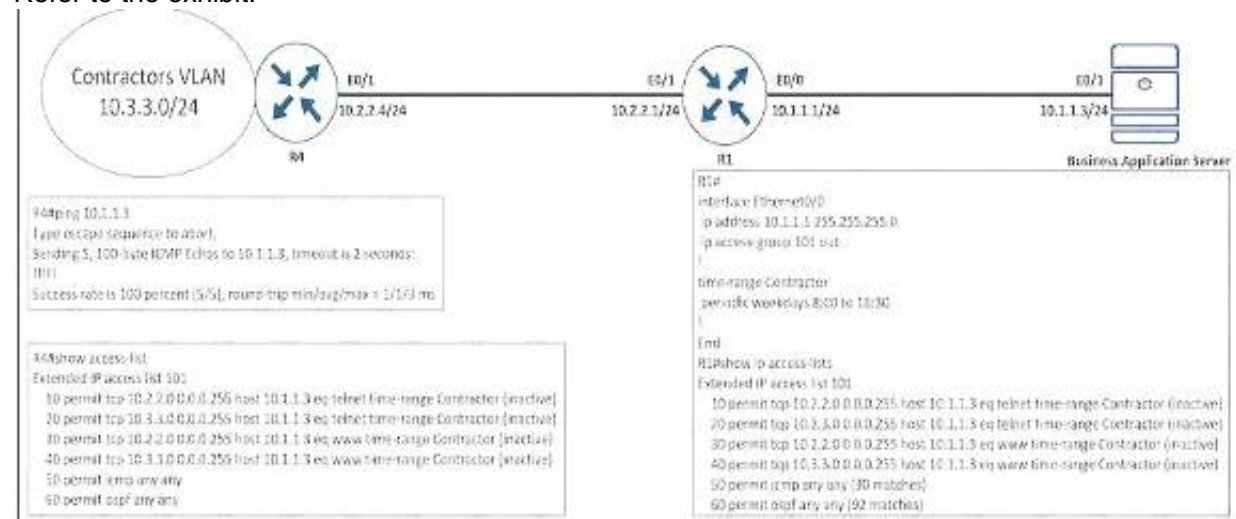 Refer to the exhibit.
Contractors VLAN
10.3.3.0/24
E0/1
10.2.2.4/24
R4
E0/1
10.2.2.1/24
E0/0
10.1.1.1/24
R1
E0/1
10.1.1.3/24
Business Application Server
R4#ping 10.1.1.3
Type escape sequence to abort.
Sending 5, 100-byte ICMP Echos to 10.1.1.3, timeout is 2 seconds:
!!!!!
Success rate is 100 percent (5/5), round-trip min/avg/max = 1/1/3 ms
R4#show access-list
Extended IP access list 101
10 permit tcp 10.2.2.0 0.0.0.255 host 10.1.1.3 eq telnet time-range Contractor (inactive)
20 permit tcp 10.3.3.0 0.0.0.255 host 10.1.1.3 eq telnet time-range Contractor (inactive)
30 permit tcp 10.2.2.0 0.0.0.255 host 10.1.1.3 eq www time-range Contractor (inactive)
40 permit tcp 0.0.0.255 host 10.1.1.3 eq www time-range Contractor (inactive)
50 permit icmp any any
60 permit ospf any any
R1#
interface Ethernet0/0
ip address 10.1.1.1 255.255.255.0
ip access-group 101 out
!
time-range Contractor
periodic weekdays 8:00 to
!
End
R1#show ip access-lists
Extended IP access list 101
10 permit tcp 10.2.2.0 0.0.0.255 host 10.1.1.3 eq telnet time-range Contractor (inactive)
20 permit tcp 0.0.0.255 host 10.1.1.3 eq telnet time-range Contractor (inactive)
30 permit tcp 10.2.2.0 0.0.0.255 host 10.1.1.3 eq www time-range Contractor (inactive)
40 permit tcp 10.3.3.0 0.0.0.255 host 10.1.1.3 eq www time-range Contractor (inactive)
50 permit icmp any any (30 matches)
60 permit ospf any any (92 matches)